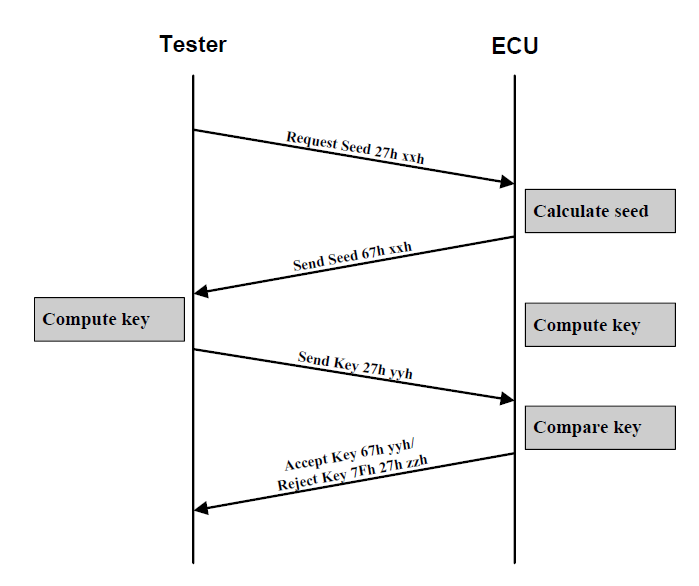 Tester
ECU
Request Seed 27h xxh
Calculate seed
Send Seed 67h xxh
Compute key
Compute key
Send Key 27h yyh
Compare key
Accept Key 67h yyh/
Reject Key 7Fh 27h zzh